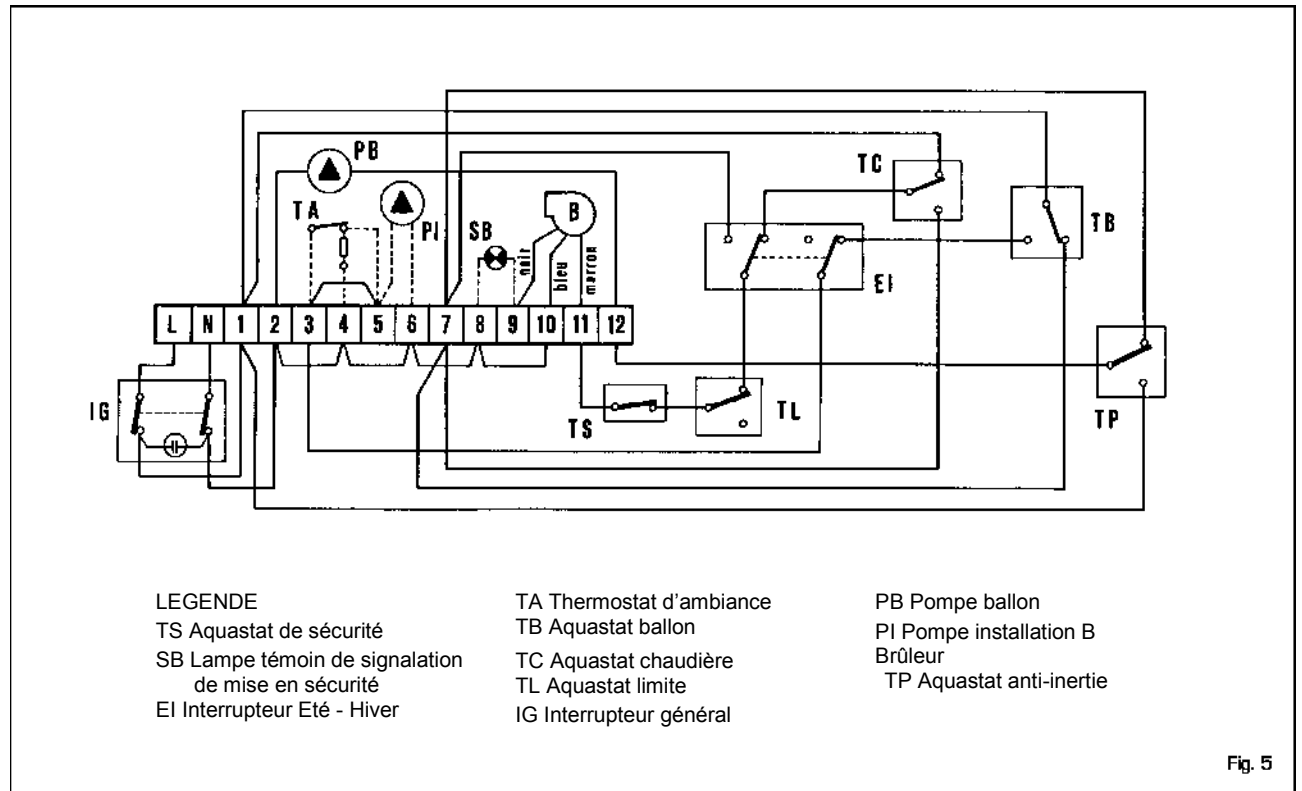 PB
TC
TA
PI
SB
B
TB
noir
bleu
marron
EI
L N 1 2 3 4 5 6 7 8 9 10 11 12
IG
TS
TL
TP
LEGENDE
TS Aquastat de sécurité
SB Lampe témoin de signalation
de mise en sécurité
EI Interrupteur Eté - Hiver
TA Thermostat d’ambiance
TB Aquastat ballon
TC Aquastat chaudière
TL Aquastat limite
IG Interrupteur général
PB Pompe ballon
PI Pompe installation B
Brûleur
TP Aquastat anti-inertie
Fig. 5